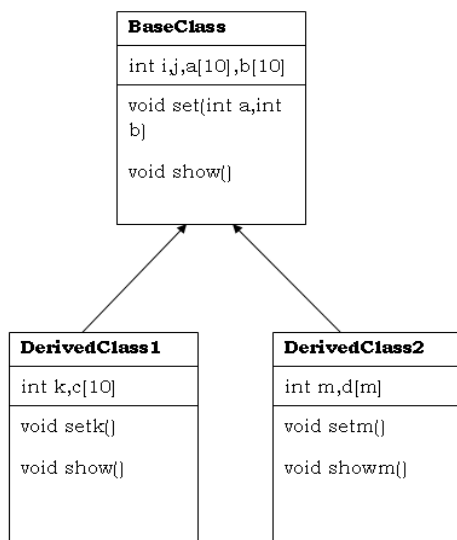 BaseClass
int i,j,a[10],b[10]
void set(int a,int
b)
void show()
DerivedClass1
int k,c[10]
void setk()
void show()
DerivedClass2
int m,d[m]
void setm()
void showm()